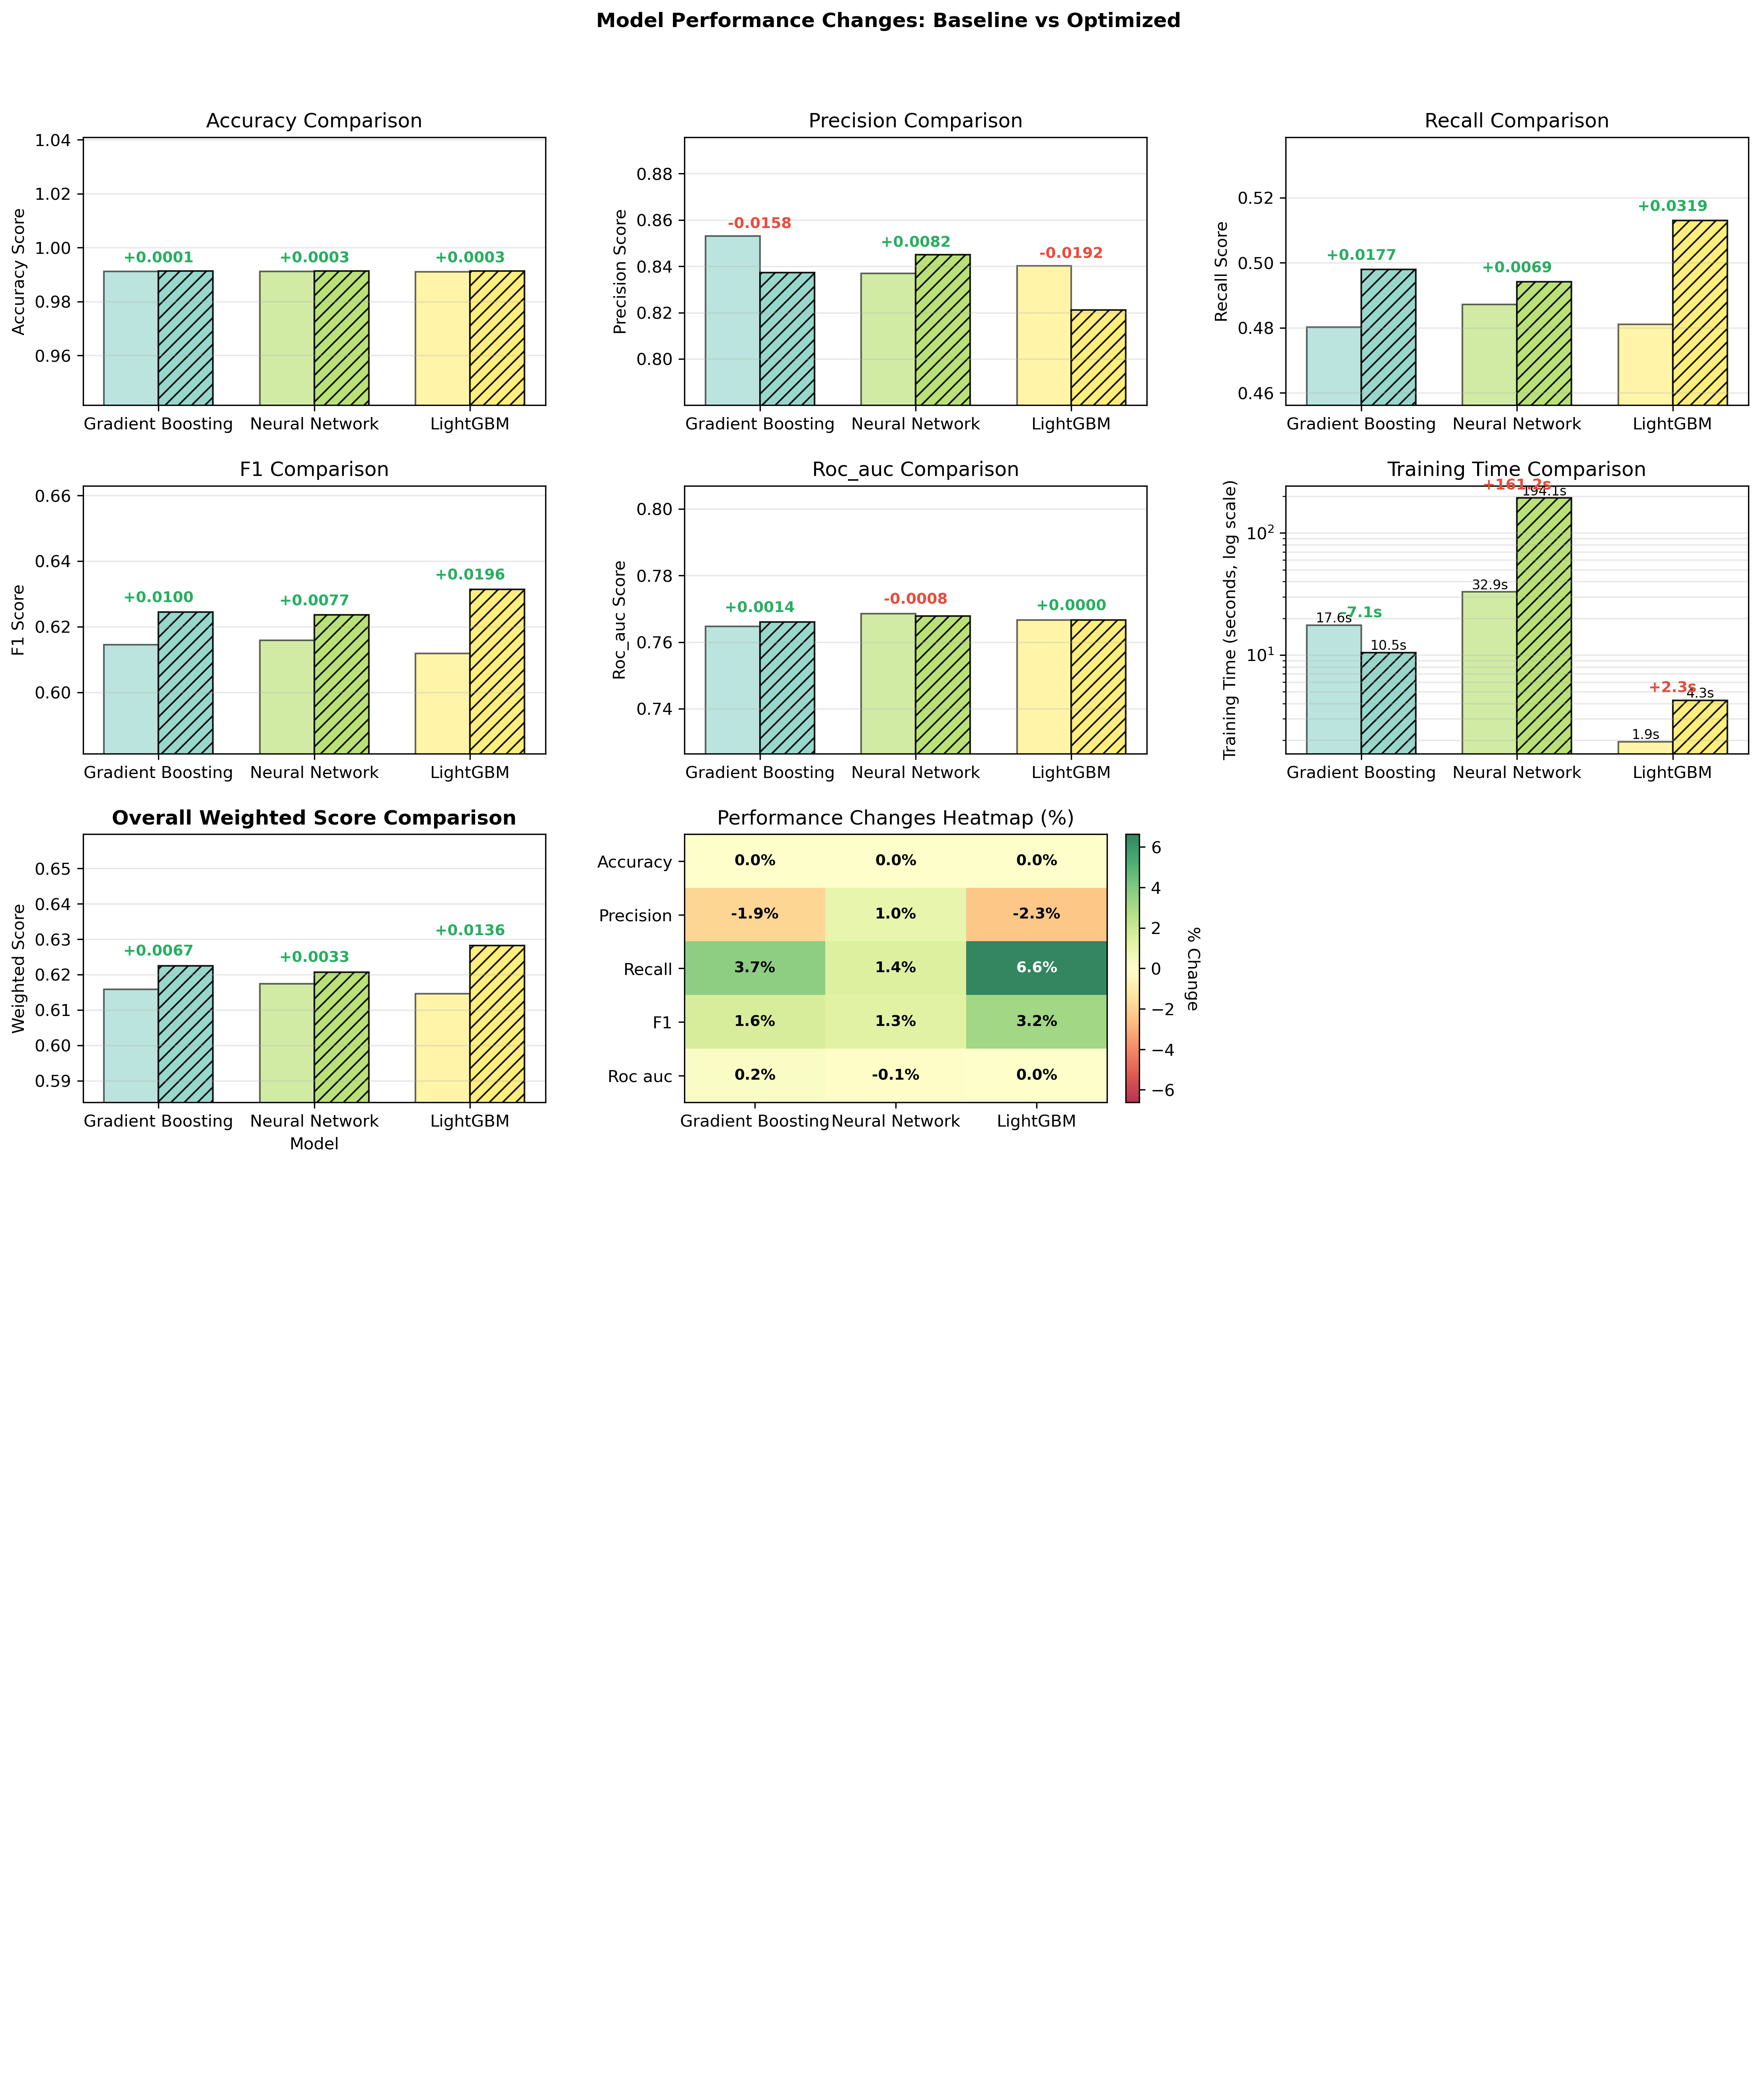 Model Performance Changes: Baseline vs Optimized
Accuracy Comparison
Accuracy Score
1.04
1.02
1.00
0.98
0.96
+0.0001
+0.0003
+0.0003
Gradient Boosting
Neural Network
LightGBM
Precision Comparison
Precision Score
0.88
0.86
0.84
0.82
0.80
-0.0158
+0.0082
-0.0192
Gradient Boosting
Neural Network
LightGBM
Recall Comparison
Recall Score
0.52
0.50
0.48
0.46
+0.0177
+0.0069
+0.0319
Gradient Boosting
Neural Network
LightGBM
F1 Comparison
F1 Score
0.66
0.64
0.62
0.60
+0.0100
+0.0077
+0.0196
Gradient Boosting
Neural Network
LightGBM
Roc_auc Comparison
Roc_auc Score
0.80
0.78
0.76
0.74
+0.0014
-0.0008
+0.0000
Gradient Boosting
Neural Network
LightGBM
Training Time Comparison
Training Time (seconds, log scale)
10²
10¹
17.6s
-7.1s
10.5s
32.9s
+161.2s
194.1s
1.9s
+2.3s
4.3s
Gradient Boosting
Neural Network
LightGBM
Overall Weighted Score Comparison
Weighted Score
0.65
0.64
0.63
0.62
0.61
0.60
0.59
+0.0067
+0.0033
+0.0136
Gradient Boosting
Neural Network
LightGBM
Model
Performance Changes Heatmap (%)
Accuracy
0.0%
0.0%
0.0%
Precision
-1.9%
1.0%
-2.3%
Recall
3.7%
1.4%
6.6%
F1
1.6%
1.3%
3.2%
Roc auc
0.2%
-0.1%
0.0%
Gradient Boosting
Neural Network
LightGBM
6
4
2
0
−2
−4
−6
% Change